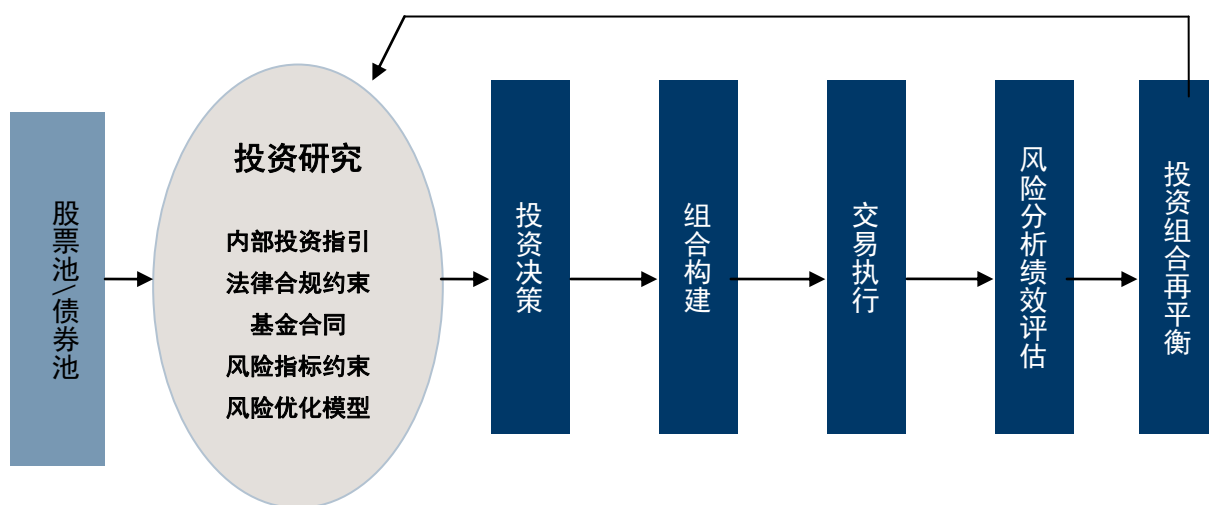 股票池\债券池
投资研究
内部投资指引
法律合规约束
基金合同
风险指标约束
风险优化模型
投资决策
组合构建
交易执行
风险分析绩效评估
投资组合再平衡